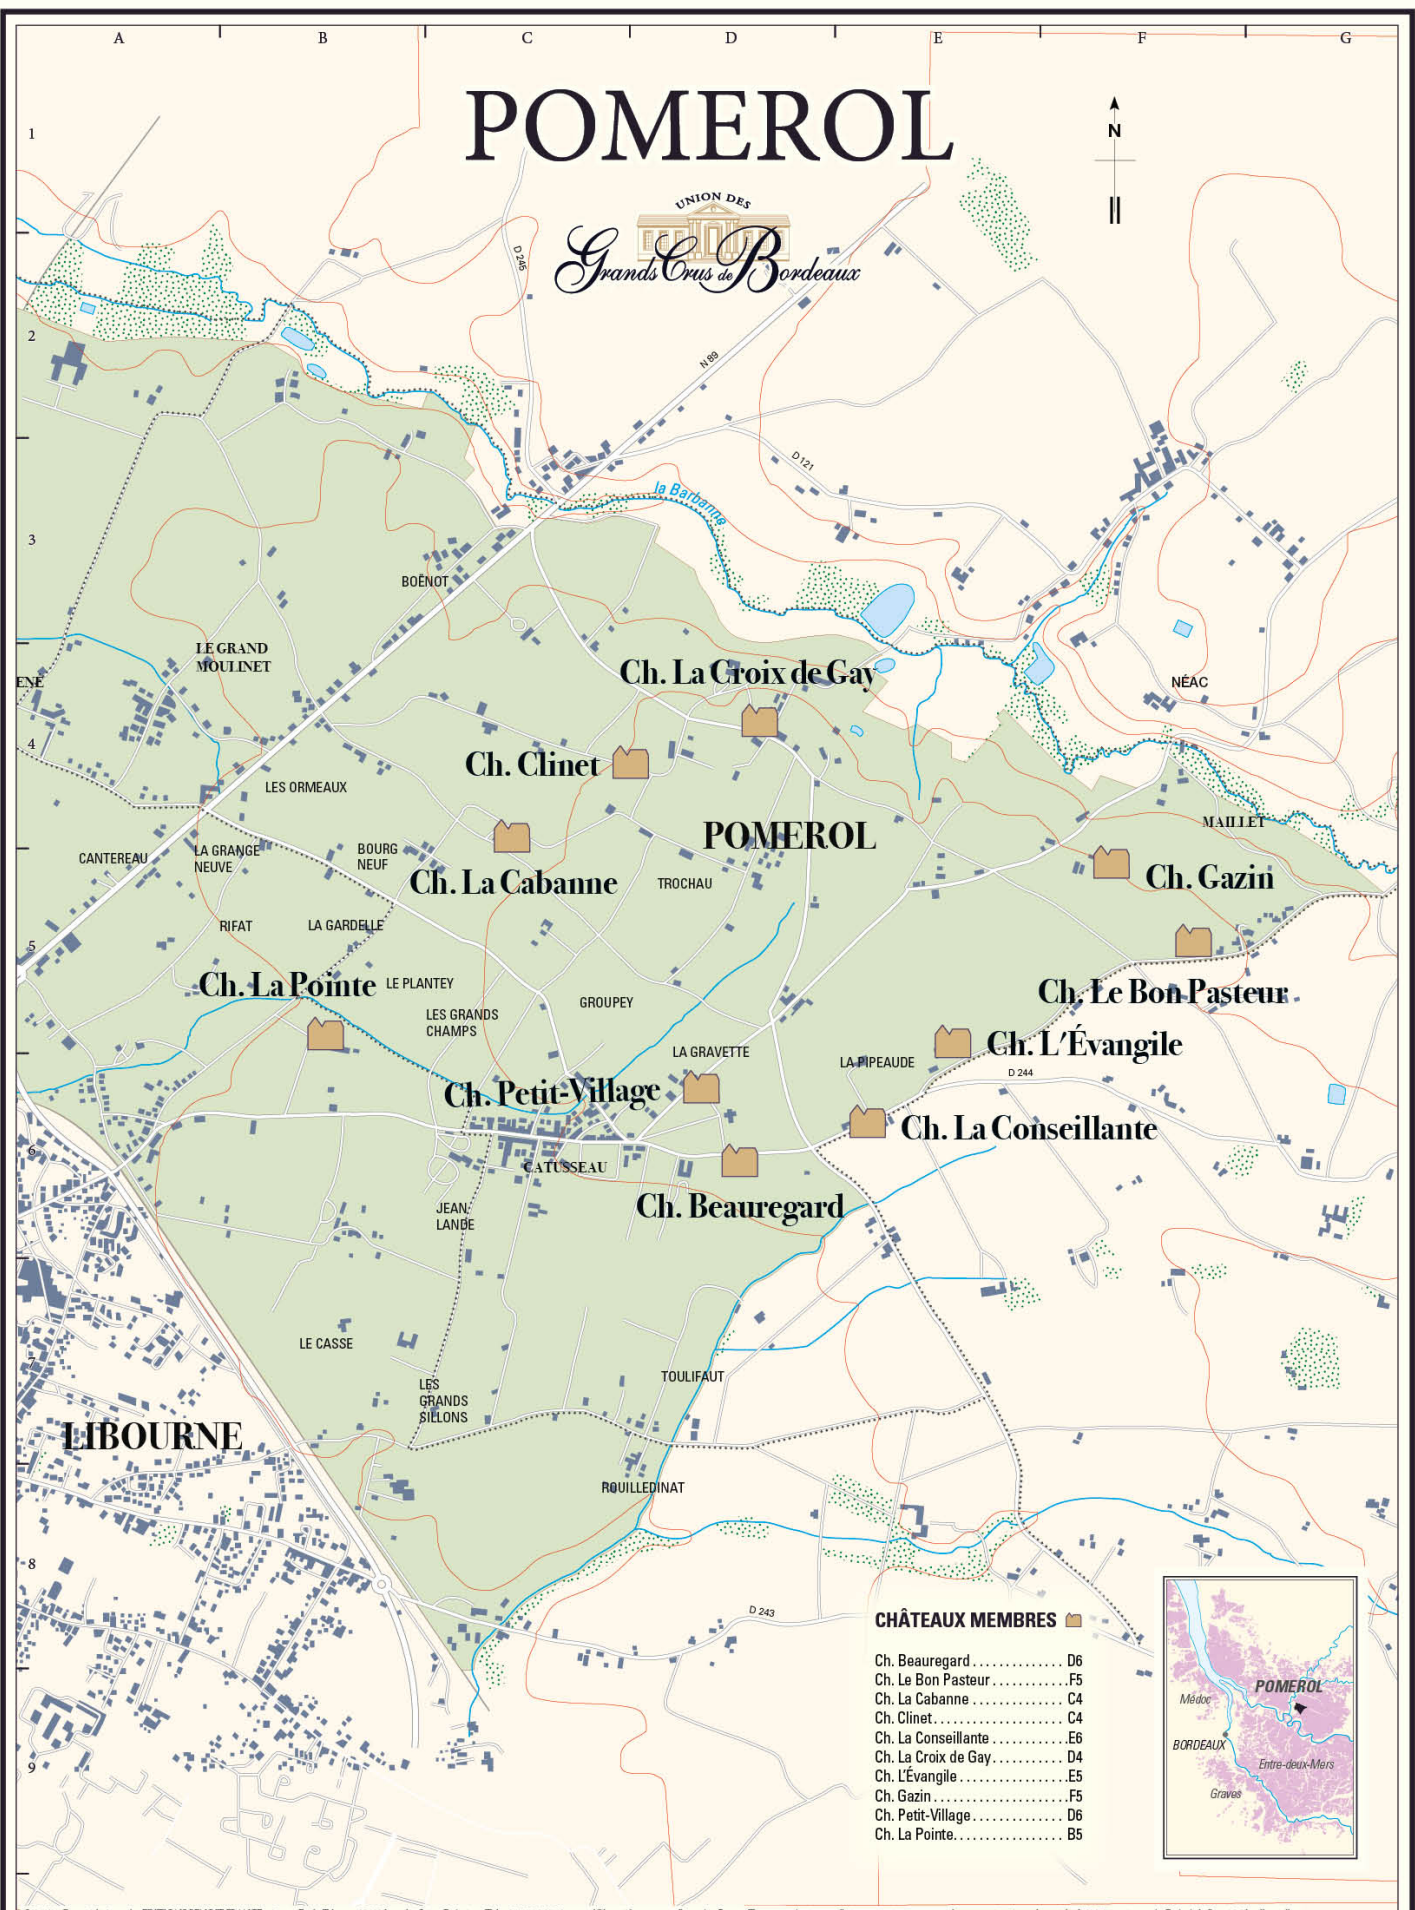 A B C D E F G
POMEROL
N
1
UNION DES
Grands Crus de Bordeaux
D 245
2
N 89
D 121
la Barbanne
3
BOËNOT
LE GRAND
MOULINET
ENE
Ch. La Croix de Gay
NÉAC
4
Ch. Clinet
LES ORMEAUX
MAILLET
POMEROL
CANTEREAU
LA GRANGE
NEUVE
BOURG
NEUF
Ch. La Cabanne
TROCHAU
Ch. Gazin
RIFAT
LA GARDELLE
5
Ch. La Pointe
LE PLANTEY
Ch. Le Bon Pasteur
GROUPEY
LES GRANDS
CHAMPS
Ch. L'Évangile
LA GRAVETTE
LA PIPEAUDE
D 244
Ch. Petit-Village
Ch. La Conseillante
6
CATUSSEAU
Ch. Beauregard
JEAN
LANDE
LE CASSE
7
TOULIFAUT
LES
GRANDS
SILLONS
LIBOURNE
ROUILLEDINAT
8
D 243
CHÂTEAUX MEMBRES
Ch. Beauregard . . . . . . . . . . . . . . D6
Ch. Le Bon Pasteur . . . . . . . . . . . . F5
Ch. La Cabanne . . . . . . . . . . . . . . C4
Ch. Clinet . . . . . . . . . . . . . . . . . . . . C4
Ch. La Conseillante . . . . . . . . . . . . E6
Ch. La Croix de Gay . . . . . . . . . . . D4
Ch. L'Évangile . . . . . . . . . . . . . . . . . E5
Ch. Gazin . . . . . . . . . . . . . . . . . . . . . F5
Ch. Petit-Village . . . . . . . . . . . . . . D6
Ch. La Pointe. . . . . . . . . . . . . . . . . B5
POMEROL
Médoc
BORDEAUX
Entre-deux-Mers
Graves
9